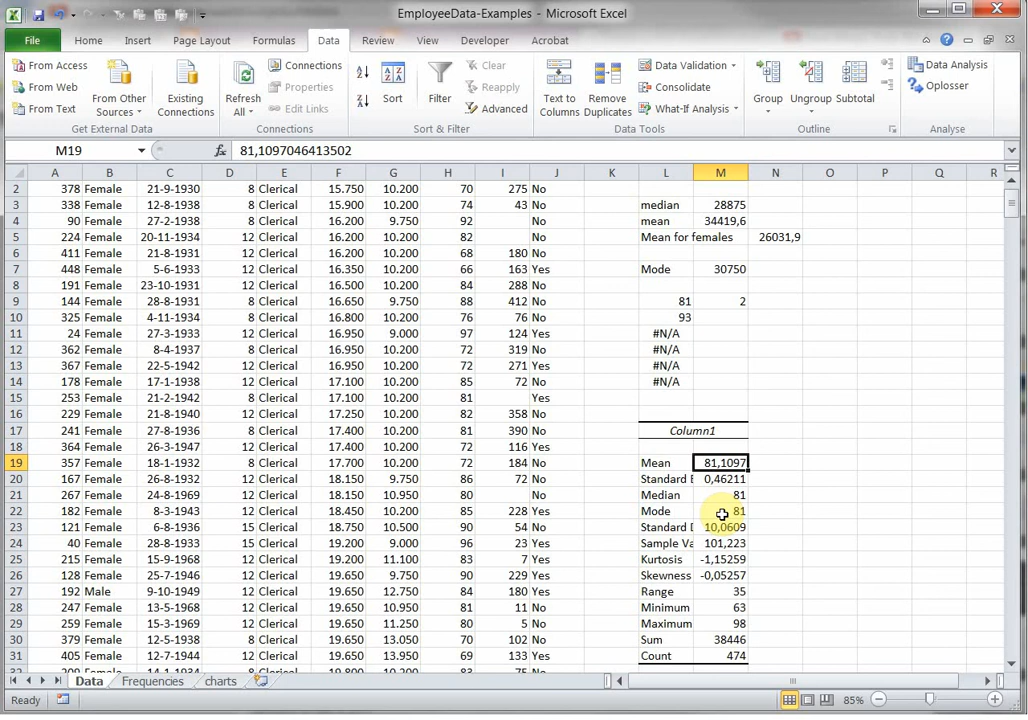 EmployeeData-Examples - Microsoft Excel
File Home Insert Page Layout Formulas Data Review View Developer Acrobat
From Access
From Web
From Text
From Other Sources
Existing Connections
Get External Data
Refresh All
Connections
Properties
Edit Links
Connections
Sort
Filter
Clear
Reapply
Advanced
Sort & Filter
Text to Columns
Remove Duplicates
Data Validation
Consolidate
What-If Analysis
Data Tools
Group
Ungroup
Subtotal
Outline
Data Analysis
Oplosser
Analyse
M19 fx 81,1097046413502
A B C D E F G H I J K L M N O P Q R
2 378 Female 21-9-1930 8 Clerical 15.750 10.200 70 275 No
3 338 Female 12-8-1938 8 Clerical 15.900 10.200 74 43 No median 28875
4 90 Female 27-2-1938 8 Clerical 16.200 9.750 92 No mean 34419,6
5 224 Female 20-11-1934 12 Clerical 16.200 10.200 82 No Mean for females 26031,9
6 411 Female 21-8-1931 12 Clerical 16.200 10.200 68 180 No
7 448 Female 5-6-1933 12 Clerical 16.350 10.200 66 163 Yes Mode 30750
8 191 Female 23-10-1931 12 Clerical 16.500 10.200 84 288 No
9 144 Female 28-8-1931 12 Clerical 16.650 9.750 88 412 No 81 2
10 325 Female 4-11-1934 12 Clerical 16.800 10.200 76 76 No 93
11 24 Female 27-3-1933 12 Clerical 16.950 9.000 97 124 Yes #N/A
12 362 Female 8-4-1937 12 Clerical 16.950 10.200 72 319 No #N/A
13 367 Female 22-5-1942 12 Clerical 16.950 10.200 72 271 Yes #N/A
14 178 Female 17-1-1938 12 Clerical 17.100 10.200 85 72 No #N/A
15 253 Female 21-2-1942 12 Clerical 17.100 10.200 81 Yes
16 229 Female 21-8-1940 12 Clerical 17.250 10.200 82 358 No
17 241 Female 27-8-1936 12 Clerical 17.400 10.200 81 390 No Column1
18 364 Female 26-3-1947 12 Clerical 17.400 10.200 72 116 Yes
19 357 Female 18-1-1932 8 Clerical 17.700 10.200 72 184 No Mean 81,1097
20 167 Female 26-8-1932 8 Clerical 18.150 9.750 86 72 No Standard E 0,46211
21 267 Female 24-8-1969 12 Clerical 18.150 10.950 80 No Median 81
22 182 Female 8-3-1943 12 Clerical 18.150 10.200 85 228 Yes Mode 81
23 121 Female 6-8-1936 15 Clerical 18.750 10.500 90 54 No Standard D 10,0609
24 40 Female 28-8-1933 15 Clerical 19.200 9.000 96 23 Yes Sample Va 101,223
25 215 Female 15-9-1968 12 Clerical 19.200 11.100 83 7 Yes Kurtosis -1,15259
26 128 Female 25-7-1946 12 Clerical 19.650 9.750 90 229 Yes Skewness -0,05257
27 192 Male 9-10-1949 12 Clerical 19.650 12.750 84 180 Yes Range 35
28 247 Female 13-5-1968 12 Clerical 19.650 10.950 81 11 No Minimum 63
29 259 Female 15-3-1969 12 Clerical 19.650 11.250 80 5 No Maximum 98
30 379 Female 12-5-1938 8 Clerical 19.650 13.050 70 102 No Sum 38446
31 405 Female 12-7-1944 12 Clerical 19.650 13.950 69 133 Yes Count 474
Data Frequencies charts
Ready 85%